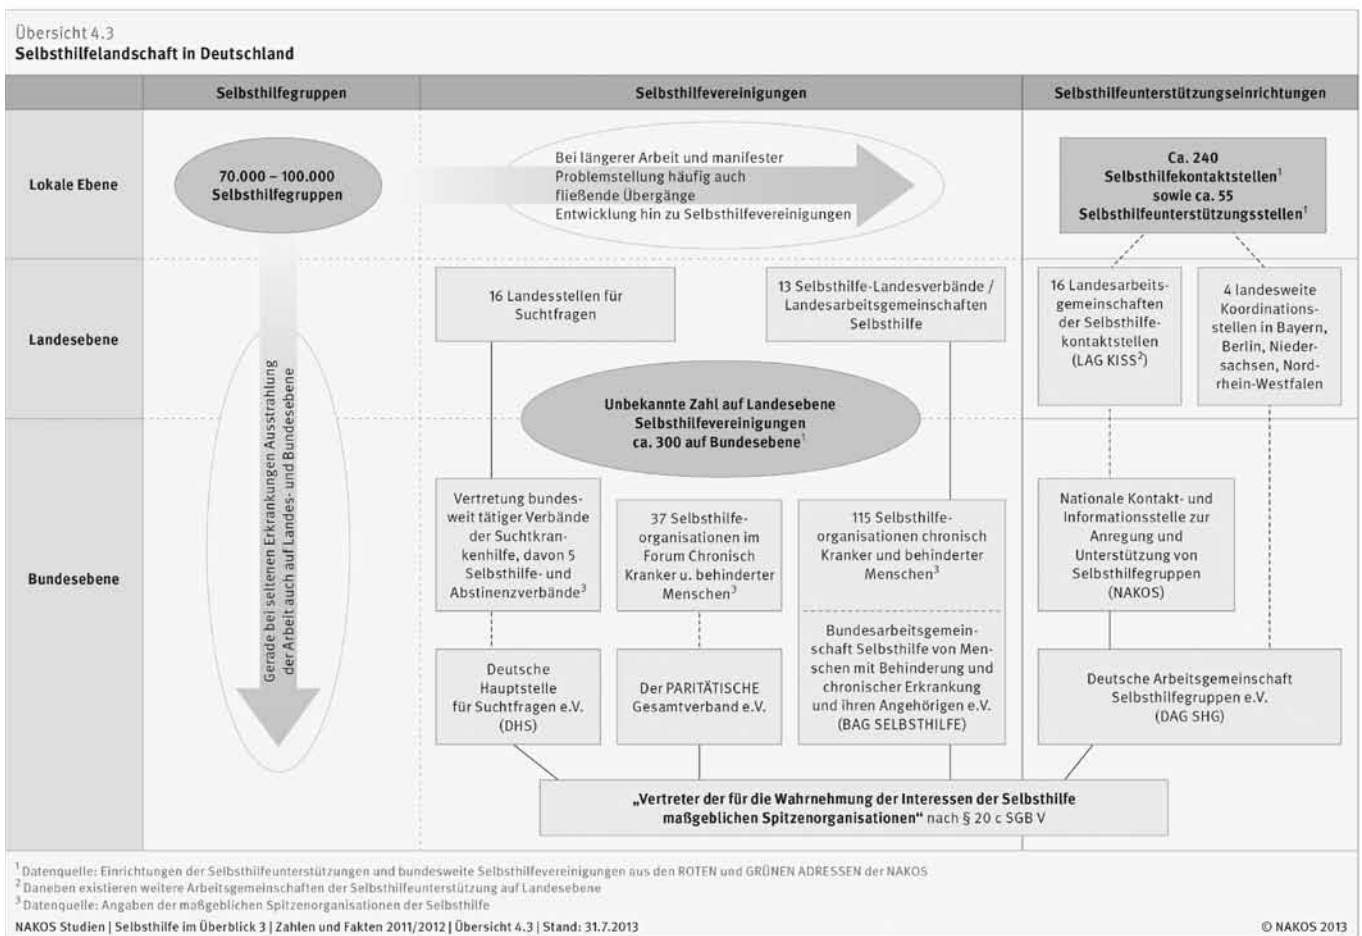 Übersicht 4.3
Selbsthilfelandschaft in Deutschland
Selbsthilfegruppen
Selbsthilfevereinigungen
Selbsthilfeunterstützungseinrichtungen
Lokale Ebene
70.000 – 100.000
Selbsthilfegruppen
Bei längerer Arbeit und manifester
Problemstellung häufig auch
fließende Übergänge
Entwicklung hin zu Selbsthilfevereinigungen
Ca. 240
Selbsthilfekontaktstellen¹
sowie ca. 55
Selbsthilfeunterstützungsstellen¹
Landesebene
16 Landesstellen für
Suchtfragen
13 Selbsthilfe-Landesverbände /
Landesarbeitsgemeinschaften
Selbsthilfe
16 Landesarbeits-
gemeinschaften
der Selbsthilfe-
kontaktstellen
(LAG KISS²)
4 landesweite
Koordinations-
stellen in Bayern,
Berlin, Nieder-
sachsen, Nord-
rhein-Westfalen
Unbekannte Zahl auf Landesebene
Selbsthilfevereinigungen
ca. 300 auf Bundesebene¹
Gerade bei seltenen Erkrankungen Ausstrahlung
der Arbeit auch auf Landes- und Bundesebene
Bundesebene
Vertretung bundes-
weit tätiger Verbände
der Suchtkran-
kenhilfe, davon 5
Selbsthilfe- und
Abstinenzverbände³
37 Selbsthilfe-
organisationen im
Forum Chronisch
Kranker u. behinderter
Menschen³
115 Selbsthilfe-
organisationen chronisch
Kranker und behinderter
Menschen³
Nationale Kontakt- und
Informationsstelle zur
Anregung und
Unterstützung von
Selbsthilfegruppen
(NAKOS)
Deutsche
Hauptstelle
für Suchtfragen e.V.
(DHS)
Der PARITÄTISCHE
Gesamtverband e.V.
Bundesarbeitsgemein-
schaft Selbsthilfe von Men-
schen mit Behinderung und
chronischer Erkrankung
und ihren Angehörigen e.V.
(BAG SELBSTHILFE)
Deutsche Arbeitsgemeinschaft
Selbsthilfegruppen e.V.
(DAG SHG)
„Vertreter der für die Wahrnehmung der Interessen der Selbsthilfe
maßgeblichen Spitzenorganisationen“ nach § 20 c SGB V
¹ Datenquelle: Einrichtungen der Selbsthilfeunterstützungen und bundesweite Selbsthilfevereinigungen aus den ROTEN und GRÜNEN ADRESSEN der NAKOS
² Daneben existieren weitere Arbeitsgemeinschaften der Selbsthilfeunterstützung auf Landesebene
³ Datenquelle: Angaben der maßgeblichen Spitzenorganisationen der Selbsthilfe
NAKOS Studien | Selbsthilfe im Überblick 3 | Zahlen und Fakten 2011/2012 | Übersicht 4.3 | Stand: 31.7.2013
© NAKOS 2013